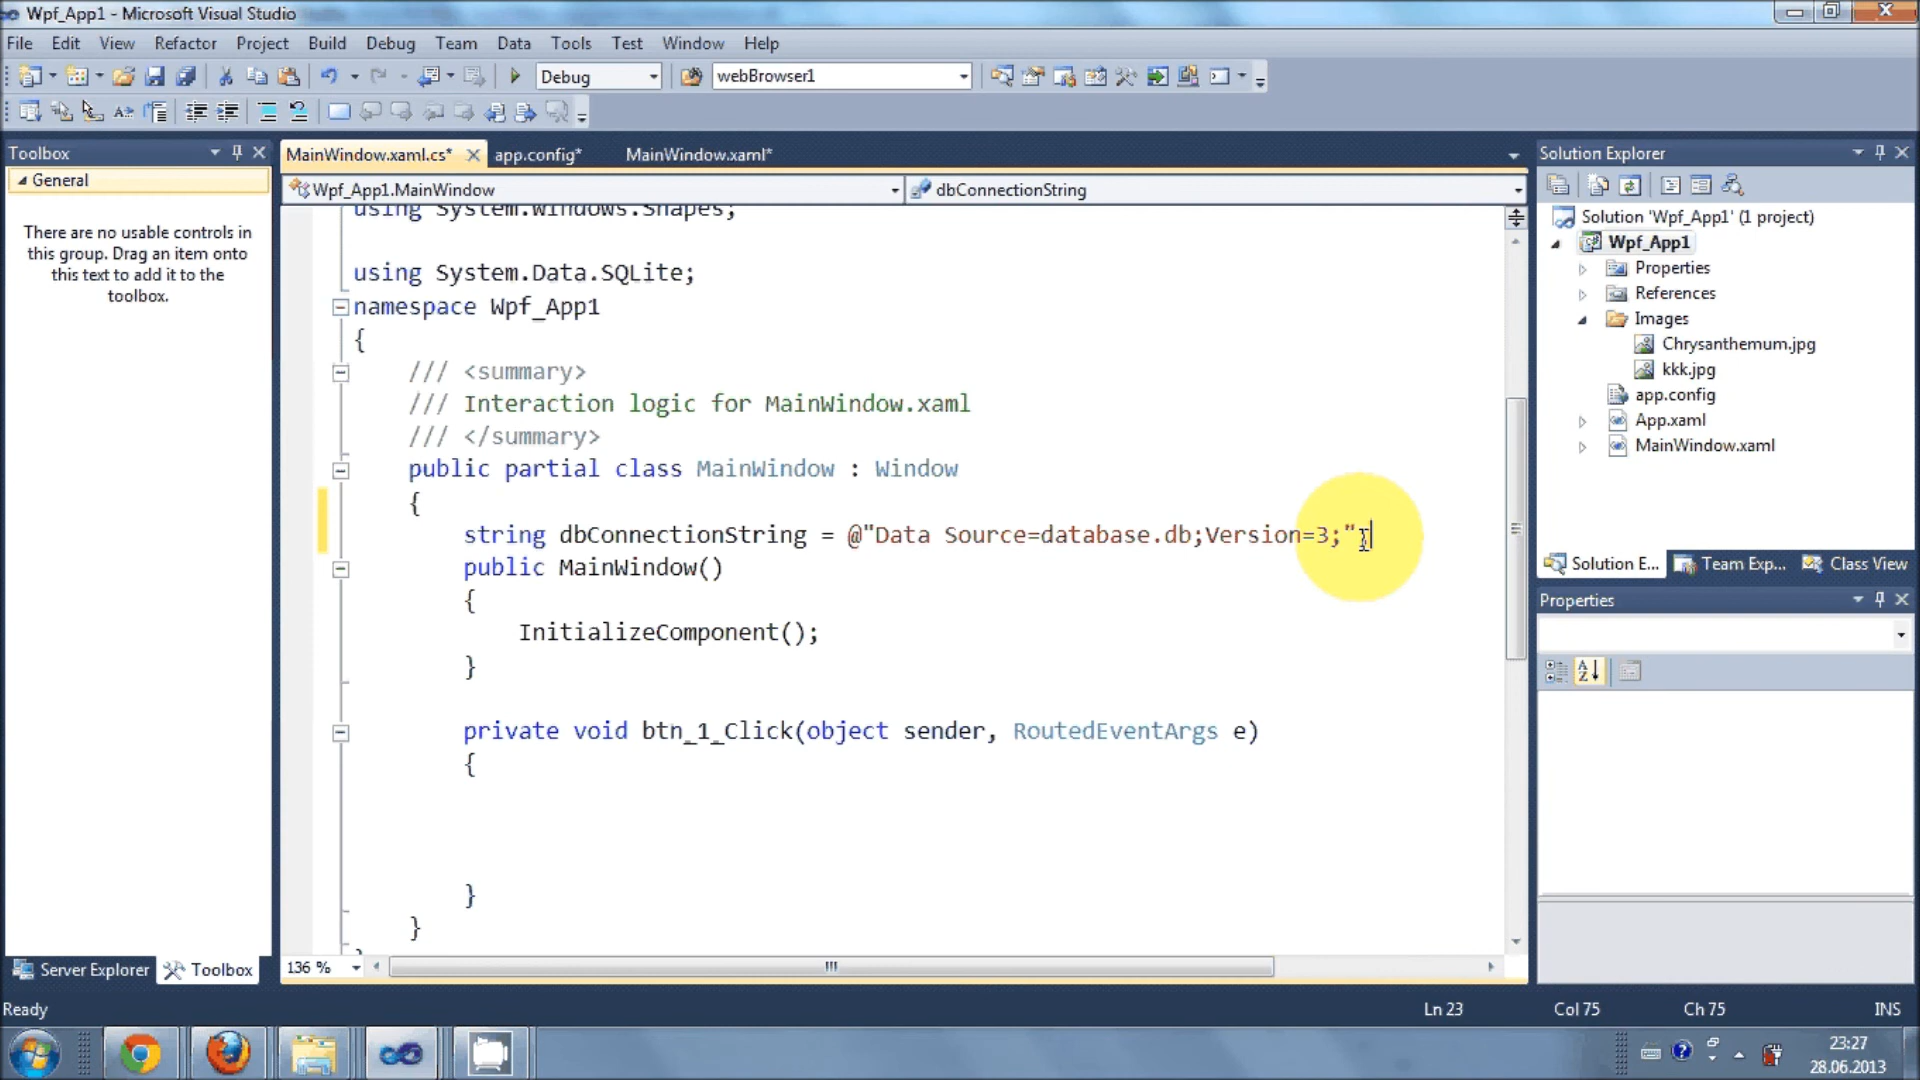 Wpf_App1 - Microsoft Visual Studio
File Edit View Refactor Project Build Debug Team Data Tools Test Window Help
Debug webBrowser1
Toolbox
General
There are no usable controls in
this group. Drag an item onto
this text to add it to the
toolbox.
Server Explorer Toolbox
MainWindow.xaml.cs* app.config* MainWindow.xaml*
Wpf_App1.MainWindow dbConnectionString
using System.Windows.Shapes;
using System.Data.SQLite;
namespace Wpf_App1
{
/// <summary>
/// Interaction logic for MainWindow.xaml
/// </summary>
public partial class MainWindow : Window
{
string dbConnectionString = @"Data Source=database.db;Version=3;"
public MainWindow()
{
InitializeComponent();
}
private void btn_1_Click(object sender, RoutedEventArgs e)
{
}
}
136 %
Solution Explorer
Solution 'Wpf_App1' (1 project)
Wpf_App1
Properties
References
Images
Chrysanthemum.jpg
kkk.jpg
app.config
App.xaml
MainWindow.xaml
Solution E... Team Exp... Class View
Properties
Ready Ln 23 Col 75 Ch 75 INS
23:27
28.06.2013